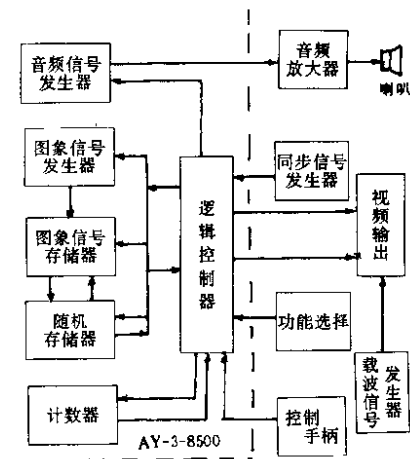 音频信号
发生器
音频
放大器
喇叭
图象信号
发生器
同步信号
发生器
图象信号
存储器
逻辑控制器
视频输出
随机
存储器
功能选择
载波信号
发生器
计数器
控制
手柄
AY-3-8500